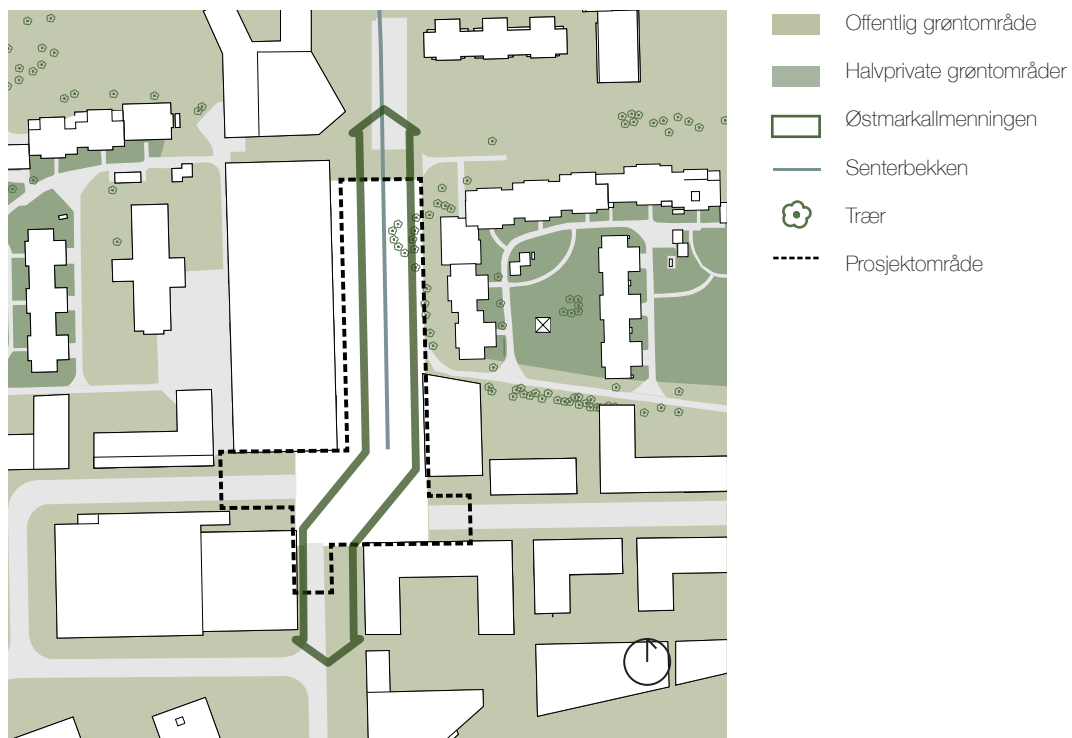 Offentlig grøntområde
Halvprivate grøntområder
Østmarkallmenningen
Senterbekken
Trær
Prosjektområde